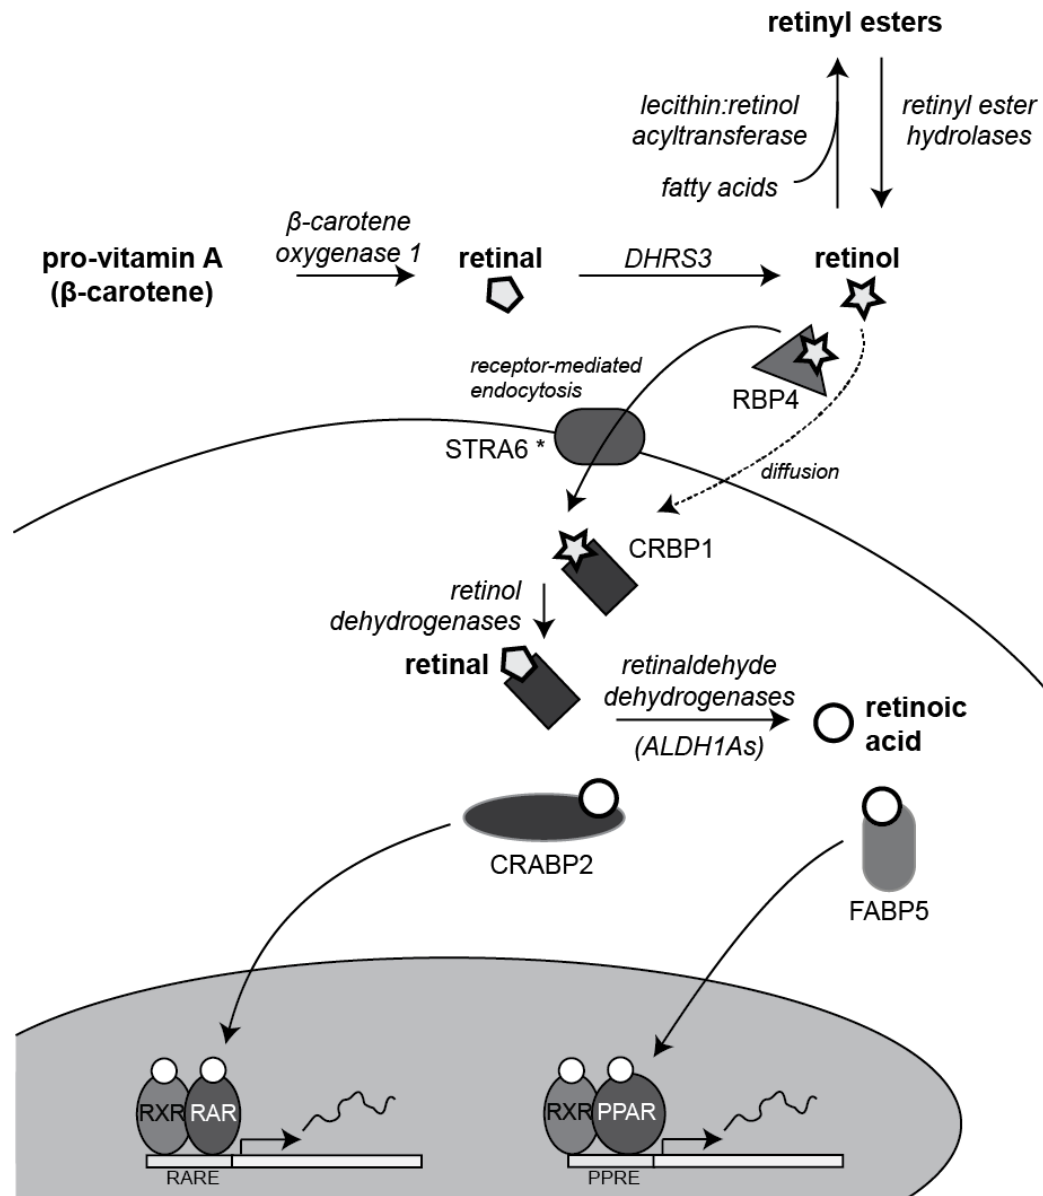 retinyl esters
lecithin:retinol
acyltransferase
retinyl ester
hydrolases
fatty acids
β-carotene
oxygenase 1
pro-vitamin A
(β-carotene)
retinal
DHRS3
retinol
receptor-mediated
endocytosis
RBP4
STRA6 *
diffusion
CRBP1
retinol
dehydrogenases
retinal
retinaldehyde
dehydrogenases
(ALDH1As)
retinoic
acid
CRABP2
FABP5
RXR
RAR
RARE
RXR
PPAR
PPRE